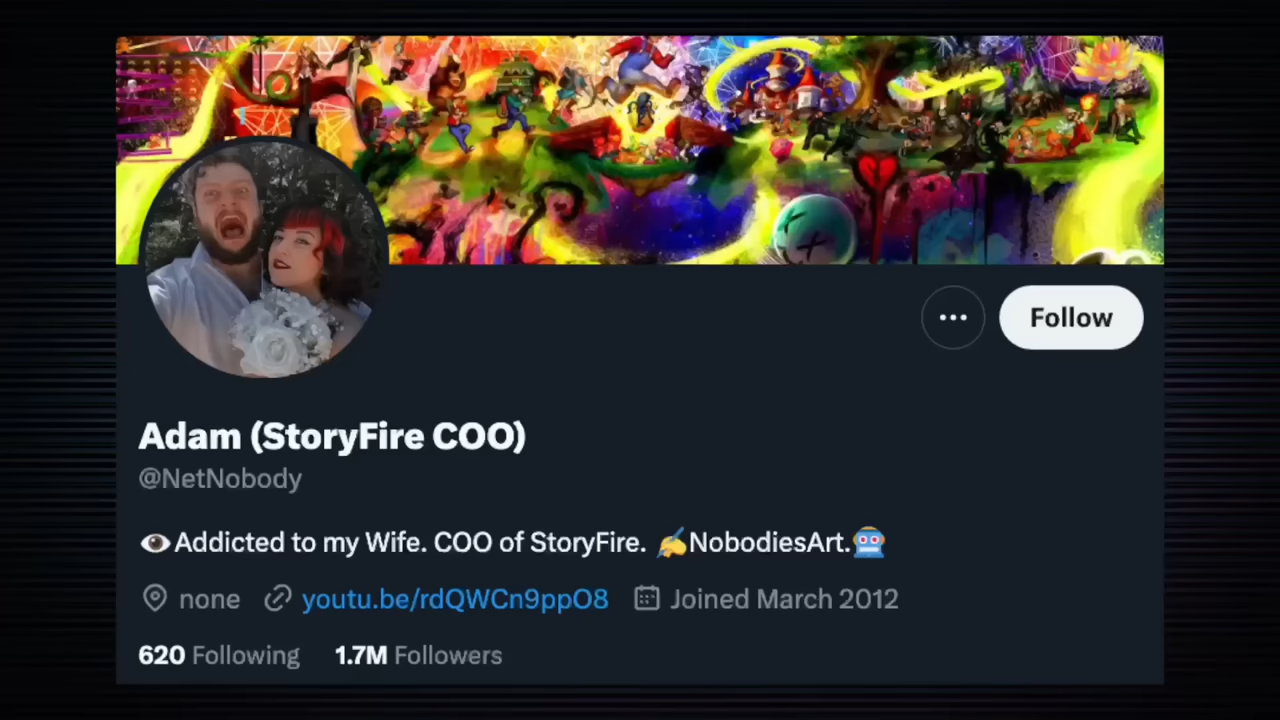 Follow
Adam (StoryFire COO)
@NetNobody
👁Addicted to my Wife. COO of StoryFire. ✍NobodiesArt.🤖
none youtu.be/rdQWCn9ppO8 Joined March 2012
620 Following 1.7M Followers